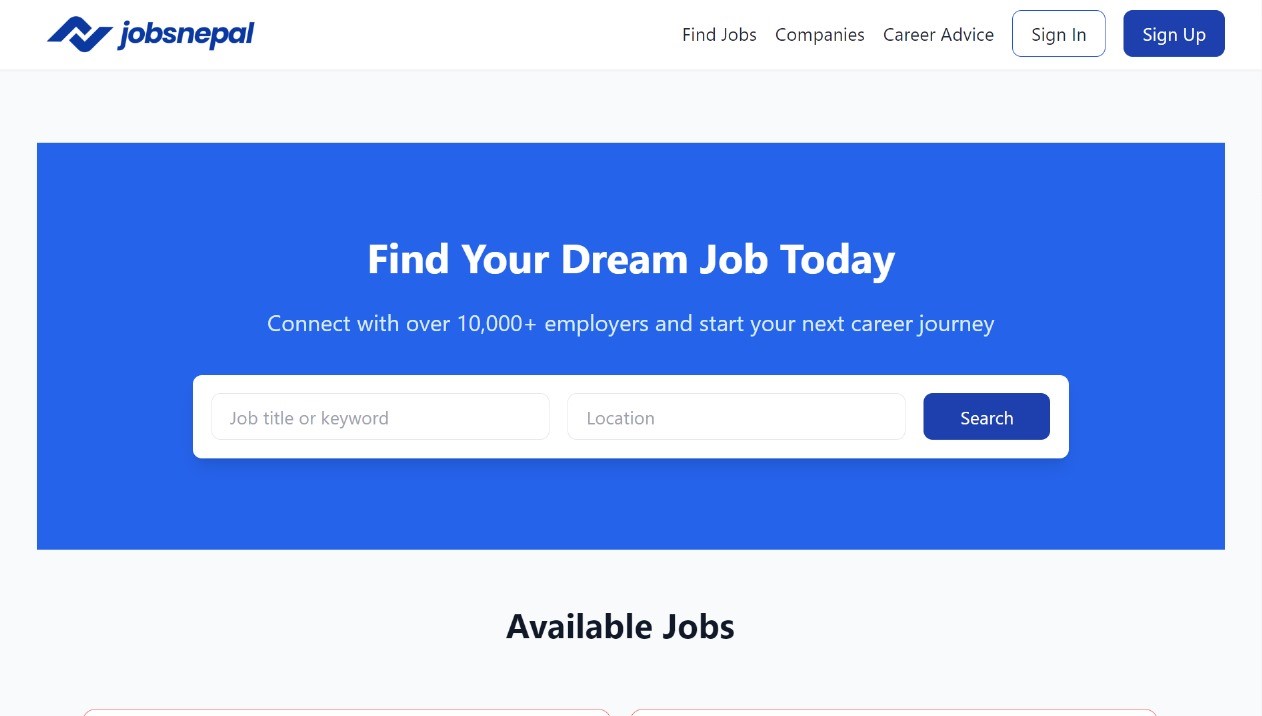 jobsnepal
Find Jobs
Companies
Career Advice
Sign In
Sign Up
Find Your Dream Job Today
Connect with over 10,000+ employers and start your next career journey
Job title or keyword
Location
Search
Available Jobs